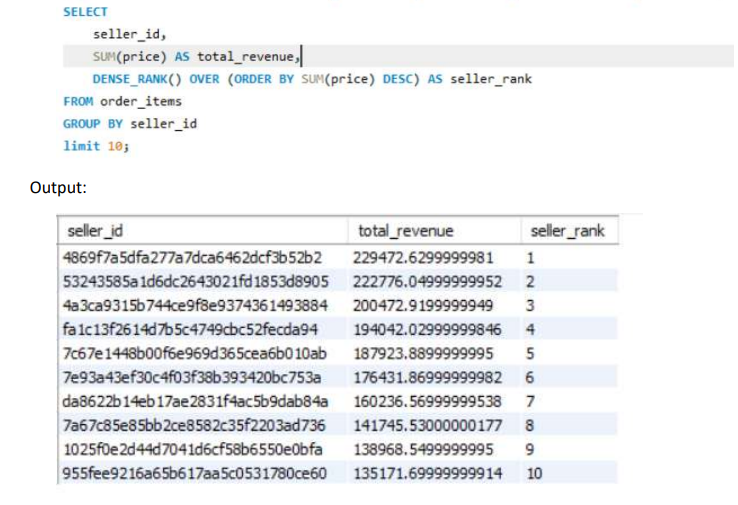 SELECT
seller_id,
SUM(price) AS total_revenue,
DENSE_RANK() OVER (ORDER BY SUM(price) DESC) AS seller_rank
FROM order_items
GROUP BY seller_id
limit 10;
Output:
seller_id total_revenue seller_rank
4869f7a5dfa277a7dca6462dcf3b52b2 229472.6299999981 1
53243585a1d6dc2643021fd1853d8905 222776.04999999952 2
4a3ca9315b744ce9f8e9374361493884 200472.9199999949 3
fa1c13f2614d7b5c4749cbc52fecda94 194042.02999999846 4
7c67e1448b00f6e969d365cea6b010ab 187923.8899999995 5
7e93a43ef30c4f03f38b393420bc753a 176431.86999999982 6
da8622b14eb17ae2831f4ac5b9dab84a 160236.56999999538 7
7a67c85e85bb2ce8582c35f2203ad736 141745.53000000177 8
1025f0e2d44d7041d6cf58b6550e0bfa 138968.5499999995 9
955fee9216a65b617aa5c0531780ce60 135171.69999999914 10